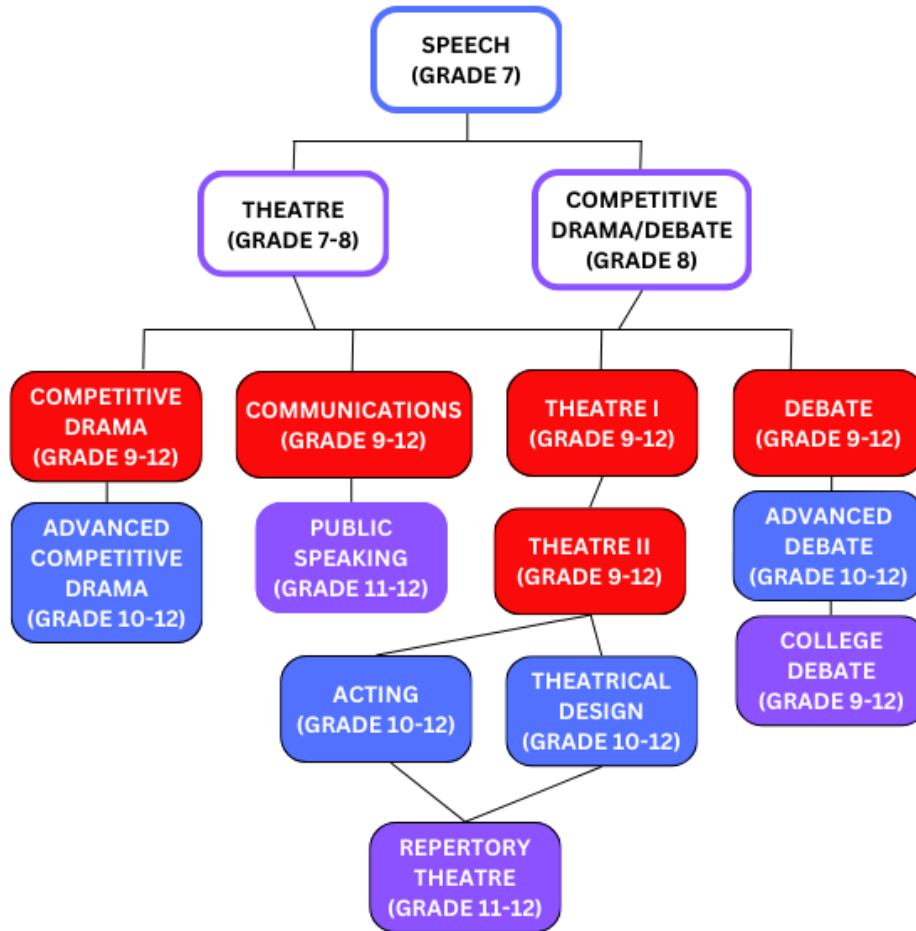 SPEECH
(GRADE 7)
THEATRE
(GRADE 7-8)
COMPETITIVE
DRAMA/DEBATE
(GRADE 8)
COMPETITIVE
DRAMA
(GRADE 9-12)
COMMUNICATIONS
(GRADE 9-12)
THEATRE I
(GRADE 9-12)
DEBATE
(GRADE 9-12)
ADVANCED
COMPETITIVE
DRAMA
(GRADE 10-12)
PUBLIC
SPEAKING
(GRADE 11-12)
THEATRE II
(GRADE 9-12)
ADVANCED
DEBATE
(GRADE 10-12)
ACTING
(GRADE 10-12)
THEATRICAL
DESIGN
(GRADE 10-12)
COLLEGE
DEBATE
(GRADE 9-12)
REPERTORY
THEATRE
(GRADE 11-12)